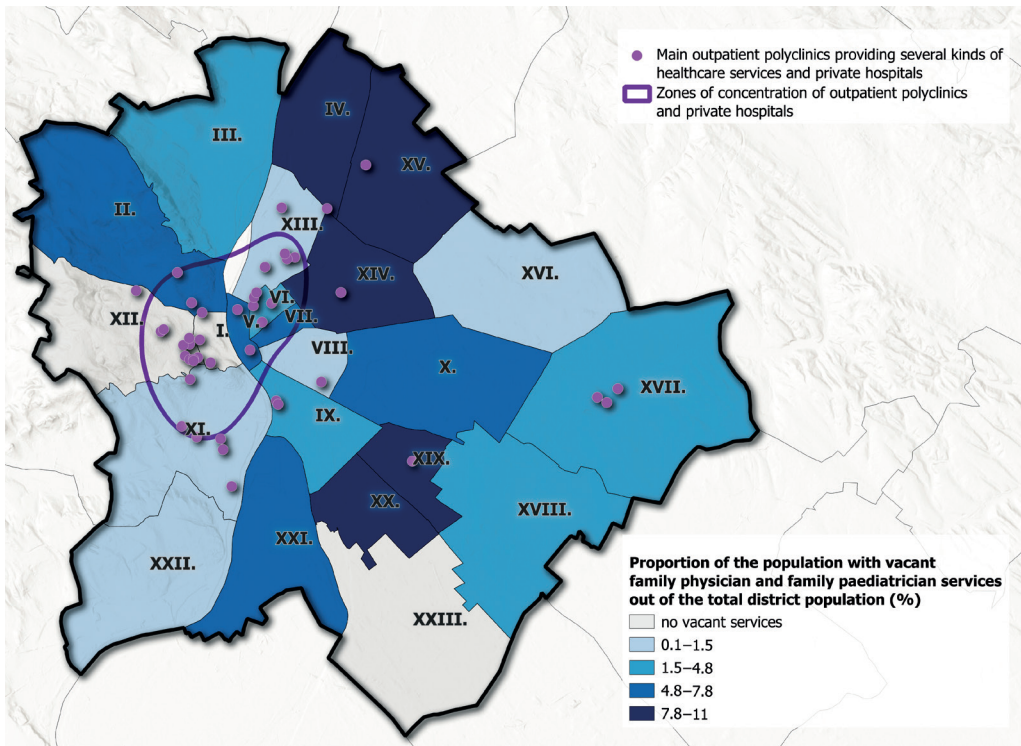 Main outpatient polyclinics providing several kinds of
healthcare services and private hospitals
Zones of concentration of outpatient polyclinics
and private hospitals
IV.
III.
XV.
II.
XIII.
XIV.
XVI.
VI.
XII.
I.
V.
VII.
VIII.
X.
XVII.
IX.
XI.
XIX.
XX.
XVIII.
XXI.
XXII.
XXIII.
Proportion of the population with vacant
family physician and family paediatrician services
out of the total district population (%)
no vacant services
0.1–1.5
1.5–4.8
4.8–7.8
7.8–11